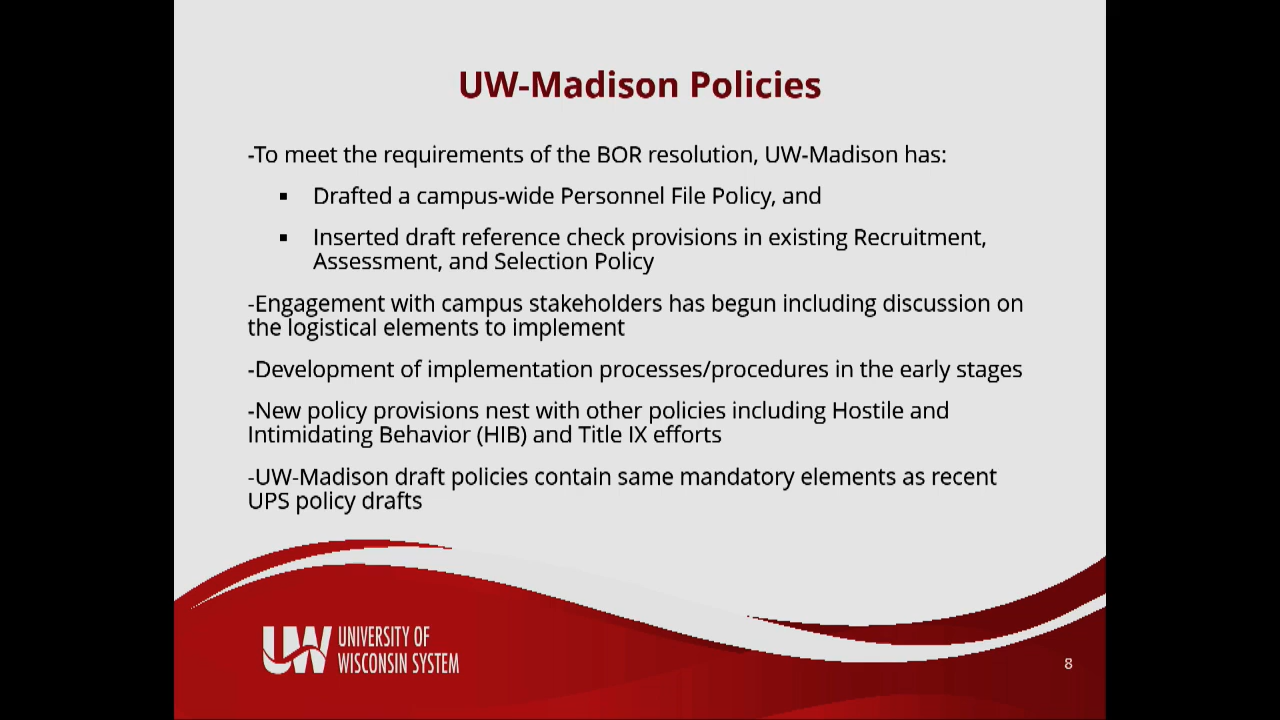 UW-Madison Policies
-To meet the requirements of the BOR resolution, UW-Madison has:
▪ Drafted a campus-wide Personnel File Policy, and
▪ Inserted draft reference check provisions in existing Recruitment,
Assessment, and Selection Policy
-Engagement with campus stakeholders has begun including discussion on
the logistical elements to implement
-Development of implementation processes/procedures in the early stages
-New policy provisions nest with other policies including Hostile and
Intimidating Behavior (HIB) and Title IX efforts
-UW-Madison draft policies contain same mandatory elements as recent
UPS policy drafts
UW UNIVERSITY OF
WISCONSIN SYSTEM
8